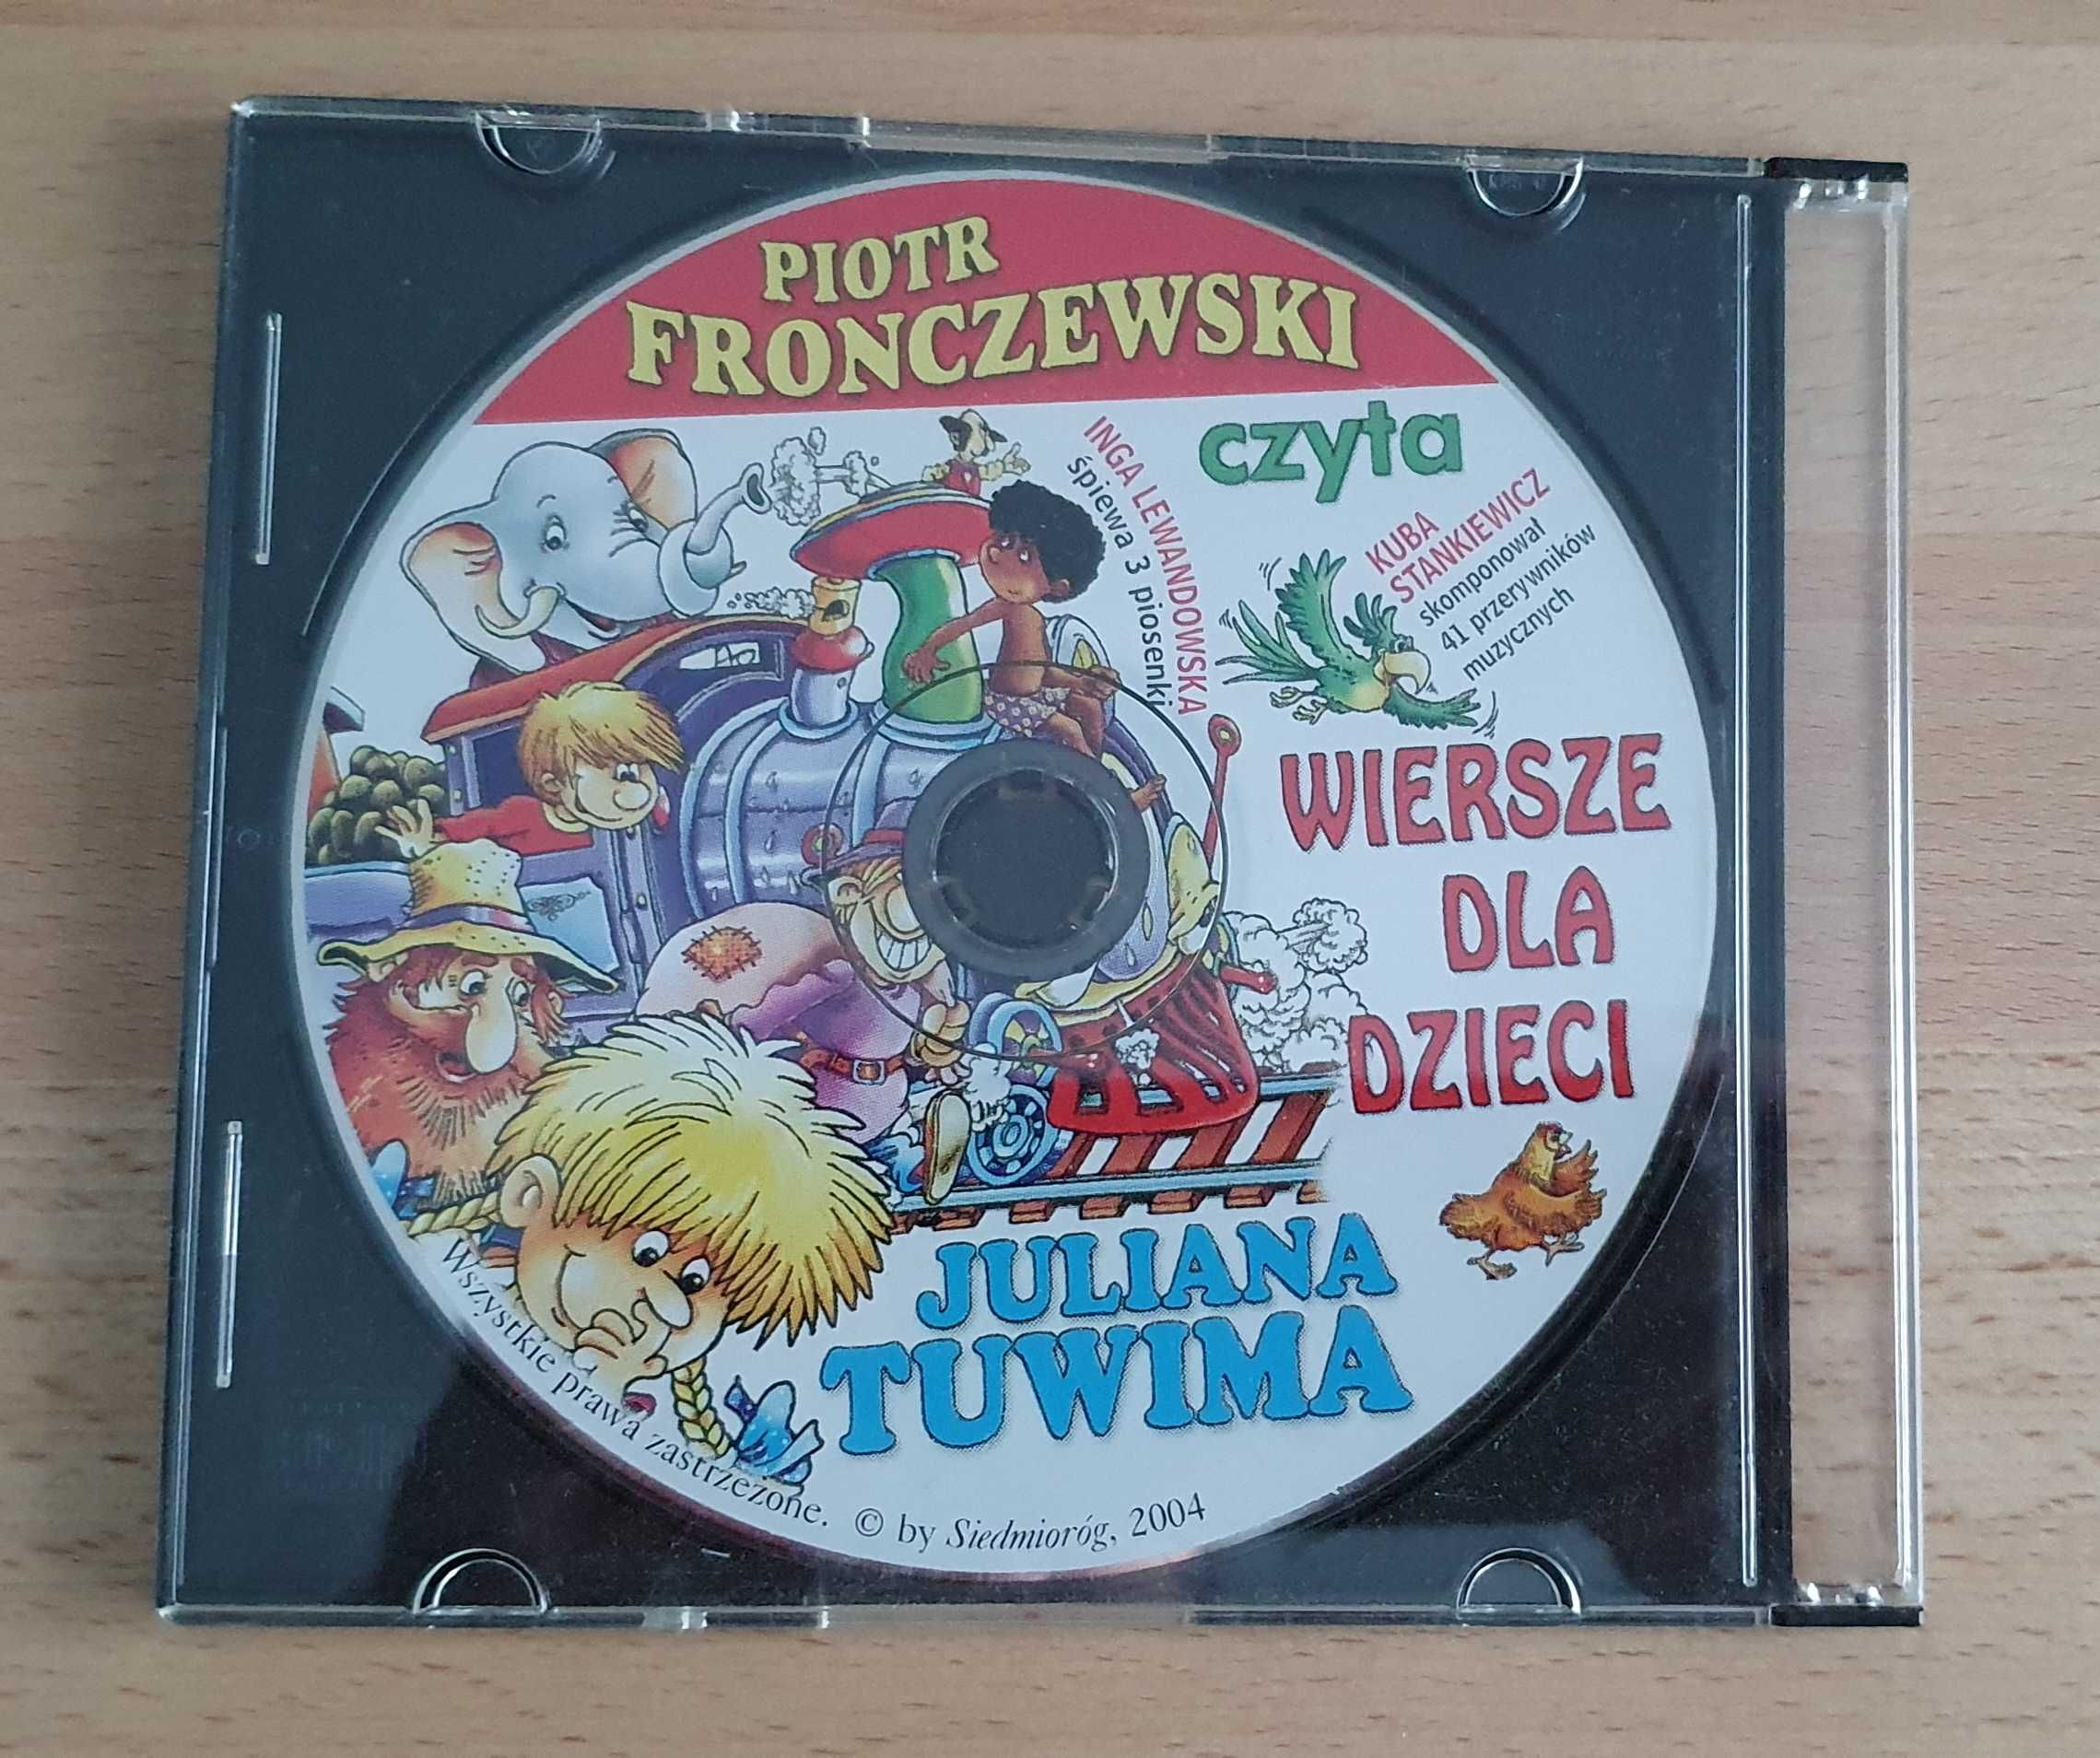 PIOTR
FRONCZEWSKI
czyta
INGA LEWANDOWSKA
śpiewa 3 piosenki
KUBA
STANKIEWICZ
skomponował
41 przerywników
muzycznych
WIERSZE
DLA
DZIECI
JULIANA
TUWIMA
Wszystkie prawa zastrzeżone. © by Siedmioróg, 2004